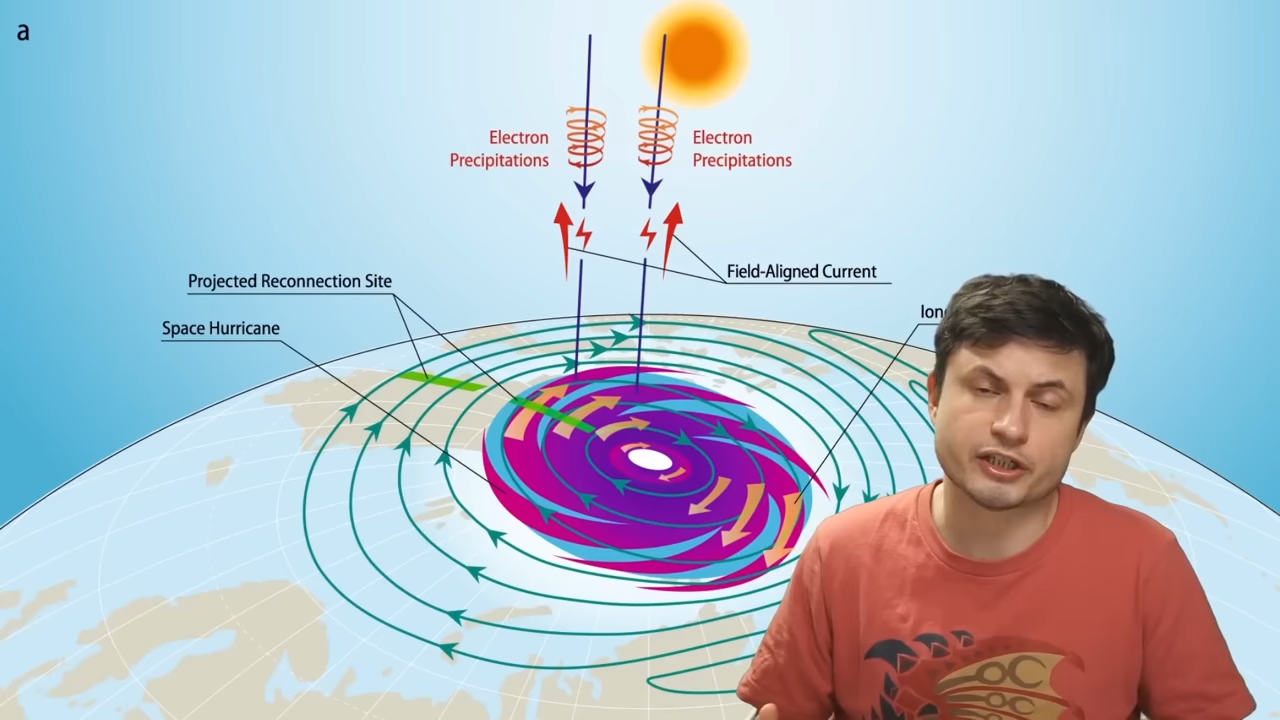 a
Electron
Precipitations
Electron
Precipitations
Field-Aligned Current
Projected Reconnection Site
Space Hurricane